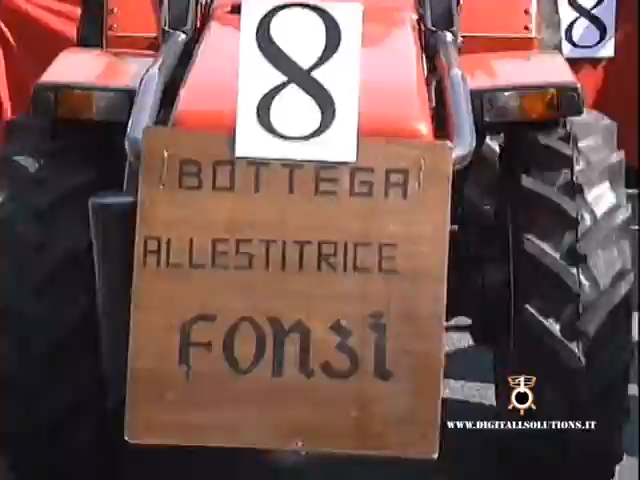 8
8
BOTTEGA
ALLESTITRICE
FONZI
WWW.DIGITALLSOLUTIONS.IT